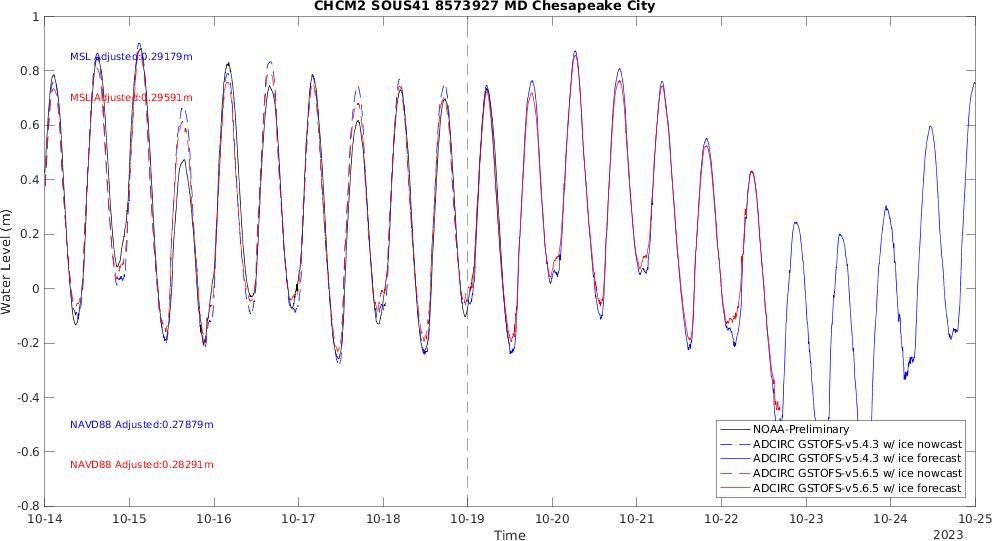 CHCM2 SOUS41 8573927 MD Chesapeake City
1
0.8
0.6
0.4
0.2
0
-0.2
-0.4
-0.6
-0.8
Water Level (m)
MSL Adjusted:0.29179m
MSL Adjusted:0.29591m
NAVD88 Adjusted:0.27879m
NAVD88 Adjusted:0.28291m
NOAA-Preliminary
ADCIRC GSTOFS-v5.4.3 w/ ice nowcast
ADCIRC GSTOFS-v5.4.3 w/ ice forecast
ADCIRC GSTOFS-v5.6.5 w/ ice nowcast
ADCIRC GSTOFS-v5.6.5 w/ ice forecast
10-14 10-15 10-16 10-17 10-18 10-19 10-20 10-21 10-22 10-23 10-24 10-25
Time
2023